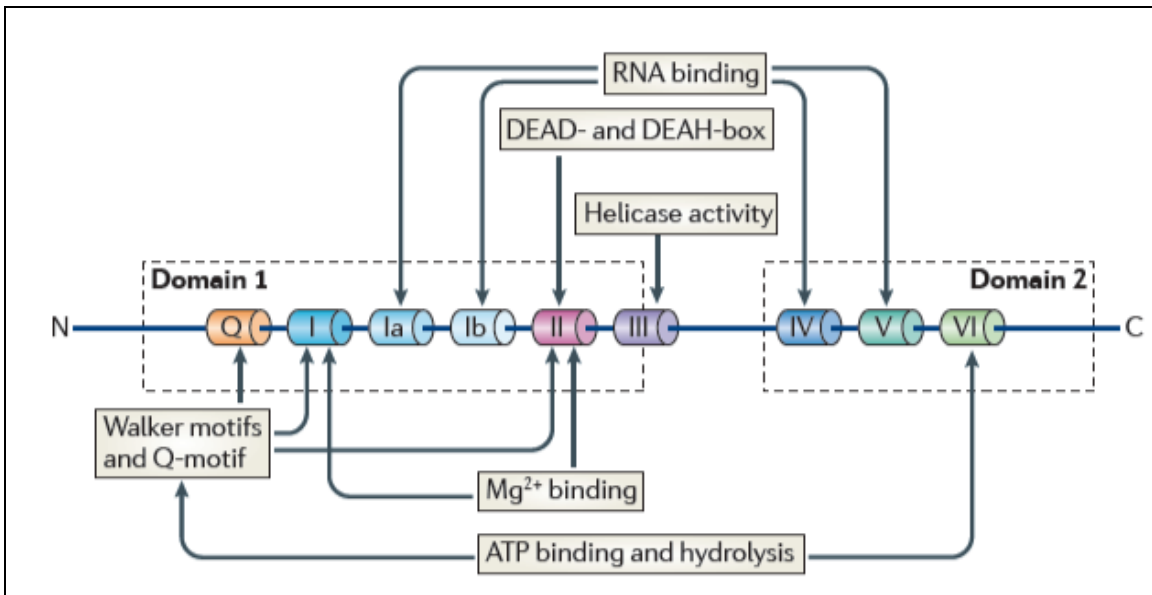 RNA binding
DEAD- and DEAH-box
Helicase activity
Domain 1
Domain 2
N
Q
I
Ia
Ib
II
III
IV
V
VI
C
Walker motifs
and Q-motif
Mg²⁺ binding
ATP binding and hydrolysis